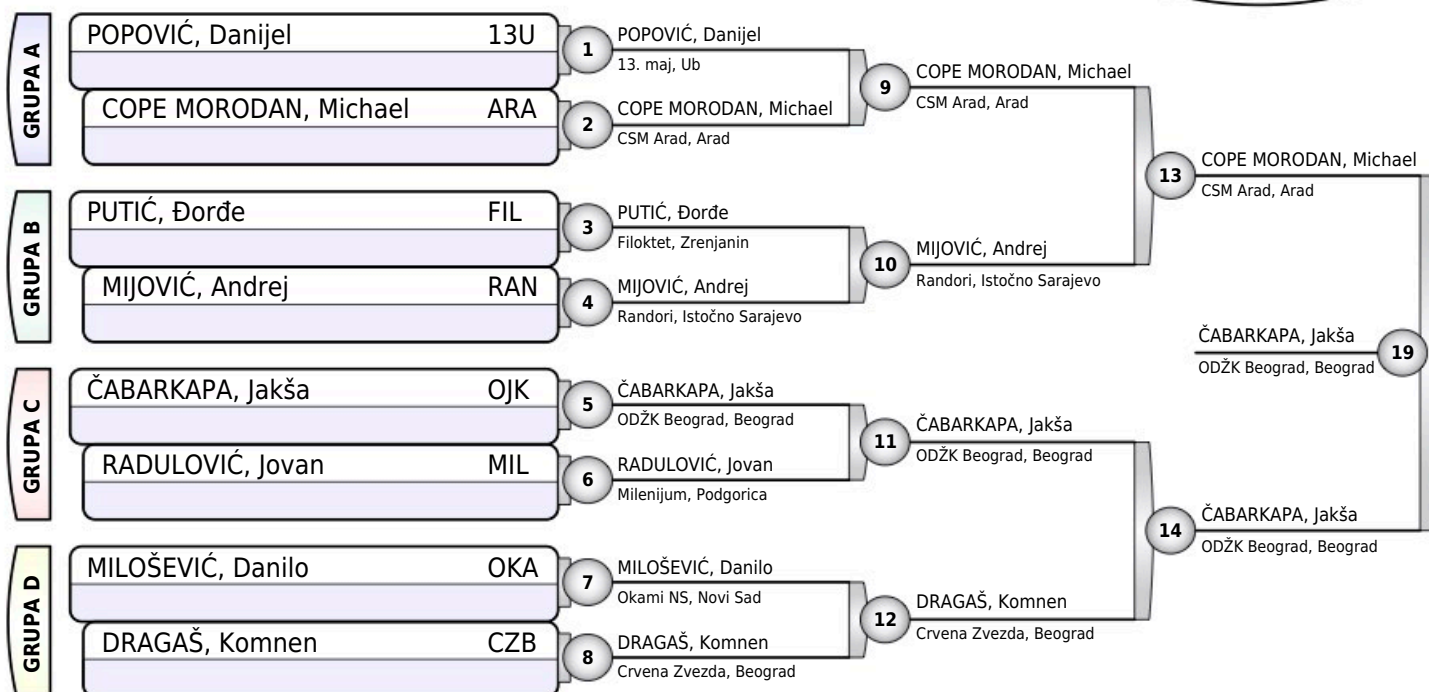 GRUPA A
POPOVIĆ, Danijel 13U
COPE MORODAN, Michael ARA
GRUPA B
PUTIĆ, Đorđe FIL
MIJOVIĆ, Andrej RAN
GRUPA C
ČABARKAPA, Jakša OJK
RADULOVIĆ, Jovan MIL
GRUPA D
MILOŠEVIĆ, Danilo OKA
DRAGAŠ, Komnen CZB
1
POPOVIĆ, Danijel
13. maj, Ub
2
COPE MORODAN, Michael
CSM Arad, Arad
3
PUTIĆ, Đorđe
Filoktet, Zrenjanin
4
MIJOVIĆ, Andrej
Randori, Istočno Sarajevo
5
ČABARKAPA, Jakša
ODŽK Beograd, Beograd
6
RADULOVIĆ, Jovan
Milenijum, Podgorica
7
MILOŠEVIĆ, Danilo
Okami NS, Novi Sad
8
DRAGAŠ, Komnen
Crvena Zvezda, Beograd
9
COPE MORODAN, Michael
CSM Arad, Arad
10
MIJOVIĆ, Andrej
Randori, Istočno Sarajevo
11
ČABARKAPA, Jakša
ODŽK Beograd, Beograd
12
DRAGAŠ, Komnen
Crvena Zvezda, Beograd
13
COPE MORODAN, Michael
CSM Arad, Arad
14
ČABARKAPA, Jakša
ODŽK Beograd, Beograd
ČABARKAPA, Jakša
ODŽK Beograd, Beograd
19